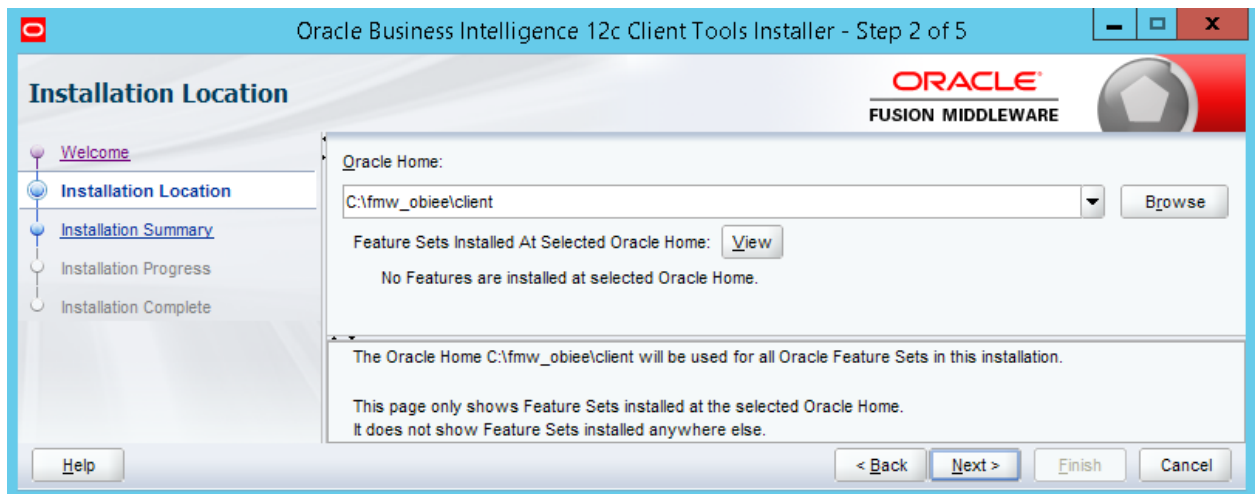 Oracle Business Intelligence 12c Client Tools Installer - Step 2 of 5
Installation Location
ORACLE
FUSION MIDDLEWARE
Welcome
Installation Location
Installation Summary
Installation Progress
Installation Complete
Oracle Home:
C:\fmw_obiee\client
Browse
Feature Sets Installed At Selected Oracle Home: View
No Features are installed at selected Oracle Home.
The Oracle Home C:\fmw_obiee\client will be used for all Oracle Feature Sets in this installation.
This page only shows Feature Sets installed at the selected Oracle Home.
It does not show Feature Sets installed anywhere else.
Help < Back Next > Finish Cancel